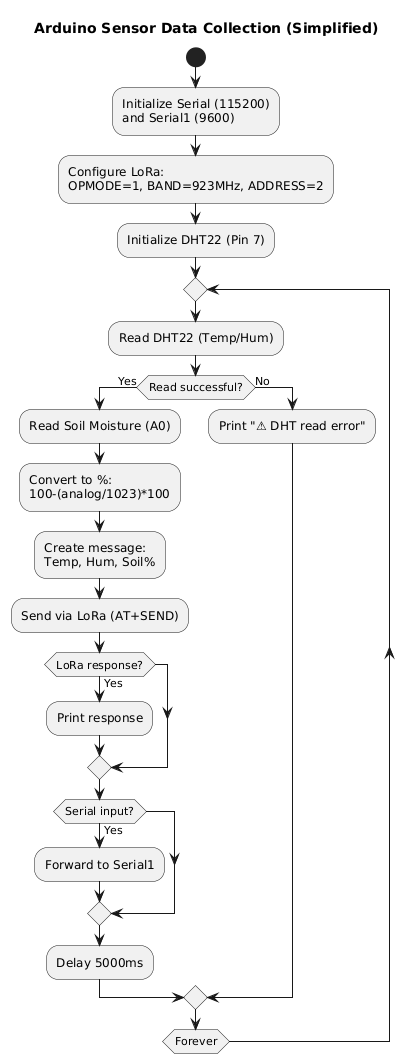 Arduino Sensor Data Collection (Simplified)
Initialize Serial (115200)
and Serial1 (9600)
Configure LoRa:
OPMODE=1, BAND=923MHz, ADDRESS=2
Initialize DHT22 (Pin 7)
Read DHT22 (Temp/Hum)
Read successful?
Yes
No
Read Soil Moisture (A0)
Print "⚠ DHT read error"
Convert to %:
100-(analog/1023)*100
Create message:
Temp, Hum, Soil%
Send via LoRa (AT+SEND)
LoRa response?
Yes
Print response
Serial input?
Yes
Forward to Serial1
Delay 5000ms
Forever